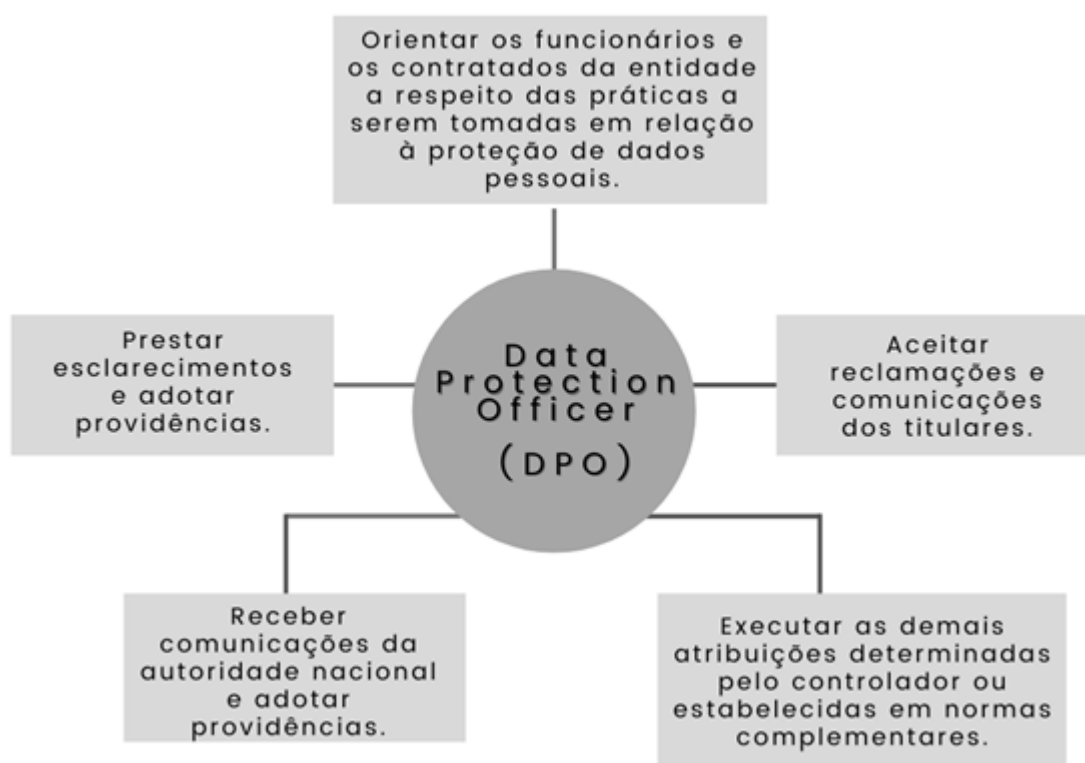 Orientar os funcionários e
os contratados da entidade
a respeito das práticas a
serem tomadas em relação
à proteção de dados
pessoais.
Prestar
esclarecimentos
e adotar
providências.
Data
Protection
Officer
(DPO)
Aceitar
reclamações e
comunicações
dos titulares.
Receber
comunicações da
autoridade nacional
e adotar
providências.
Executar as demais
atribuições determinadas
pelo controlador ou
estabelecidas em normas
complementares.